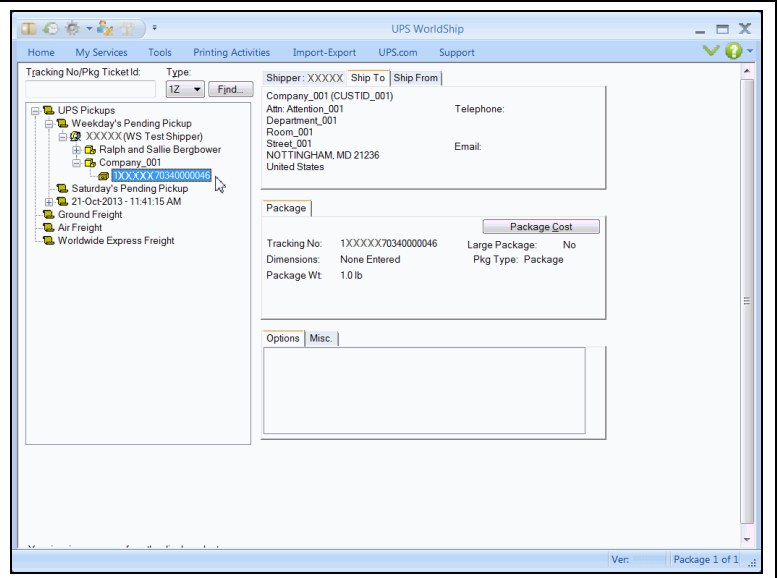 UPS WorldShip
Home My Services Tools Printing Activities Import-Export UPS.com Support
Tracking No/Pkg Ticket Id: Type:
1Z Find...
UPS Pickups
Weekday's Pending Pickup
XXXXX (WS Test Shipper)
Ralph and Sallie Bergbower
Company_001
1XXXXX70340000046
Saturday's Pending Pickup
21-Oct-2013 - 11:41:15 AM
Ground Freight
Air Freight
Worldwide Express Freight
Shipper: XXXXX Ship To Ship From
Company_001 (CUSTID_001)
Attn: Attention_001 Telephone:
Department_001
Room_001
Street_001 Email:
NOTTINGHAM, MD 21236
United States
Package
Package Cost
Tracking No: 1XXXXX70340000046 Large Package: No
Dimensions: None Entered Pkg Type: Package
Package Wt: 1.0 lb
Options Misc.
Ver: Package 1 of 1